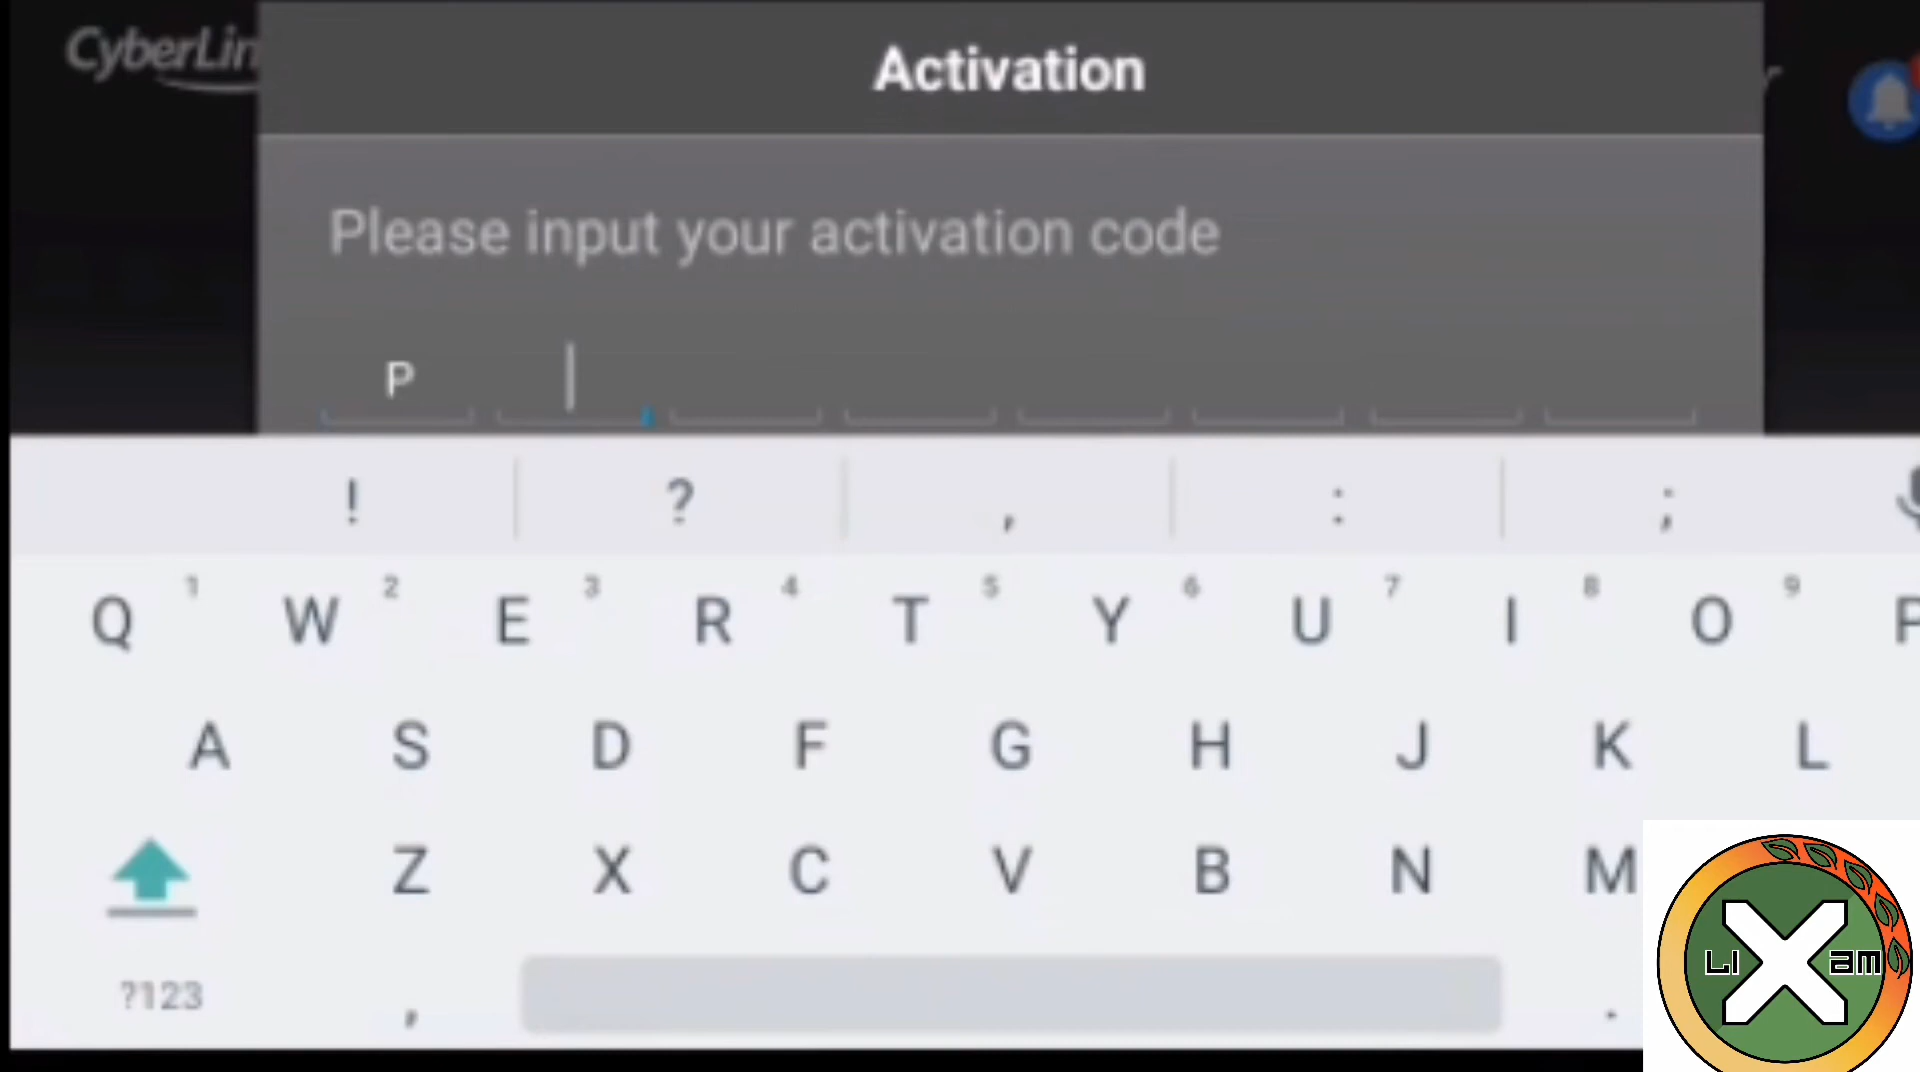 CyberLin
Activation
Please input your activation code
P
! ? , : ;
1 2 3 4 5 6 7 8 9
Q W E R T Y U I O P
A S D F G H J K L
Z X C V B N M
?123 , .
LI X am